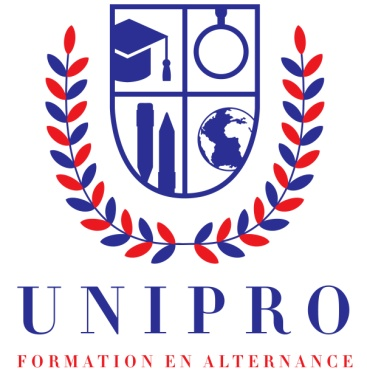 UNIPRO
FORMATION EN ALTERNANCE